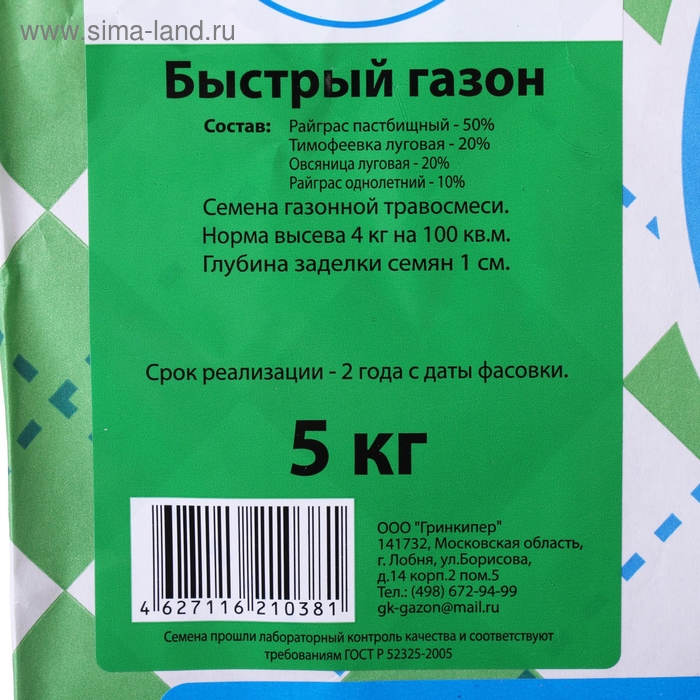 www.sima-land.ru
Быстрый газон
Состав: Райграс пастбищный - 50%
Тимофеевка луговая - 20%
Овсяница луговая - 20%
Райграс однолетний - 10%
Семена газонной травосмеси.
Норма высева 4 кг на 100 кв.м.
Глубина заделки семян 1 см.
Срок реализации - 2 года с даты фасовки.
5 кг
4 627116 210381
ООО "Гринкипер"
141732, Московская область,
г. Лобня, ул.Борисова,
д.14 корп.2 пом.5
Тел.: (498) 672-94-99
gk-gazon@mail.ru
Семена прошли лабораторный контроль качества и соответствуют
требованиям ГОСТ Р 52325-2005